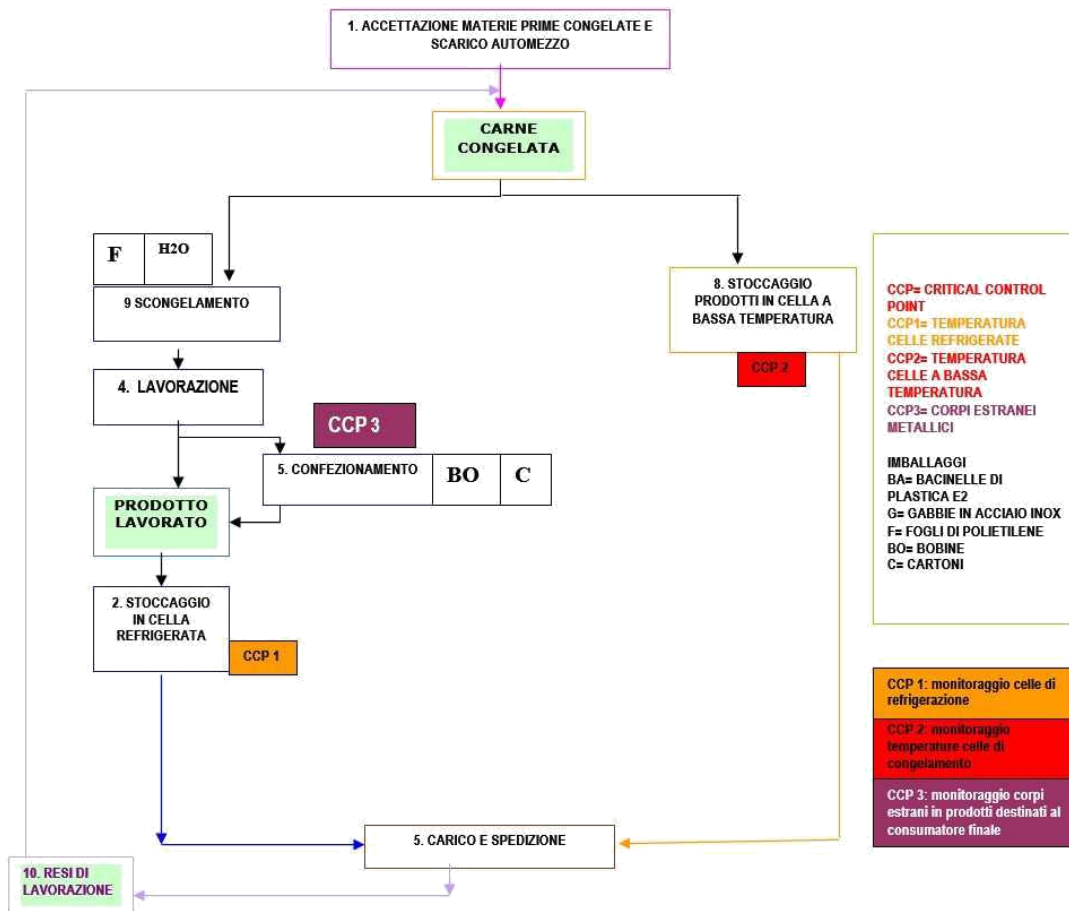 1. ACCETTAZIONE MATERIE PRIME CONGELATE E
SCARICO AUTOMEZZO
CARNE
CONGELATA
F
H2O
9 SCONGELAMENTO
8. STOCCAGGIO
PRODOTTI IN CELLA A
BASSA TEMPERATURA
CCP 2
4. LAVORAZIONE
CCP 3
5. CONFEZIONAMENTO
BO
C
PRODOTTO
LAVORATO
2. STOCCAGGIO
IN CELLA
REFRIGERATA
CCP 1
5. CARICO E SPEDIZIONE
10. RESI DI
LAVORAZIONE
CCP= CRITICAL CONTROL
POINT
CCP1= TEMPERATURA
CELLE REFRIGERATE
CCP2= TEMPERATURA
CELLE A BASSA
TEMPERATURA
CCP3= CORPI ESTRANEI
METALLICI
IMBALLAGGI
BA= BACINELLE DI
PLASTICA E2
G= GABBIE IN ACCIAIO INOX
F= FOGLI DI POLIETILENE
BO= BOBINE
C= CARTONI
CCP 1: monitoraggio celle di
refrigerazione
CCP 2: monitoraggio
temperature celle di
congelamento
CCP 3: monitoraggio corpi
estrani in prodotti destinati al
consumatore finale